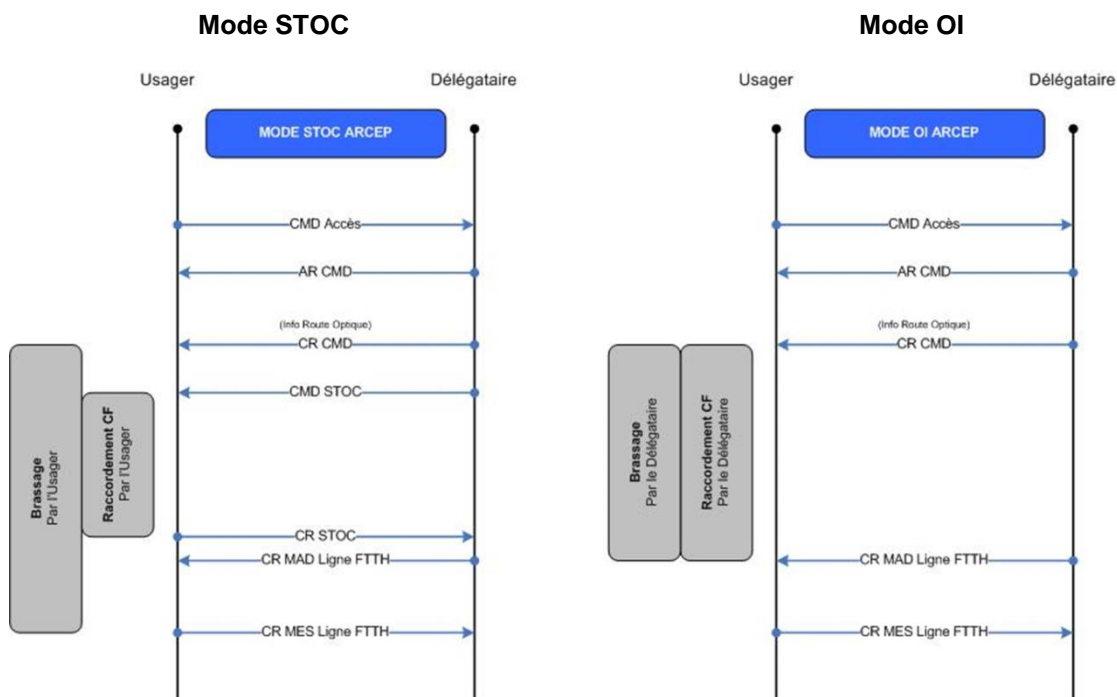 Mode STOC
Usager
Délégataire
MODE STOC ARCEP
CMD Accès
AR CMD
(Info Route Optique)
CR CMD
CMD STOC
Brassage
Par l'Usager
Raccordement CF
Par l'Usager
CR STOC
CR MAD Ligne FTTH
CR MES Ligne FTTH
Mode OI
Usager
Délégataire
MODE OI ARCEP
CMD Accès
AR CMD
(Info Route Optique)
CR CMD
Brassage
Par le Délégataire
Raccordement CF
Par le Délégataire
CR MAD Ligne FTTH
CR MES Ligne FTTH